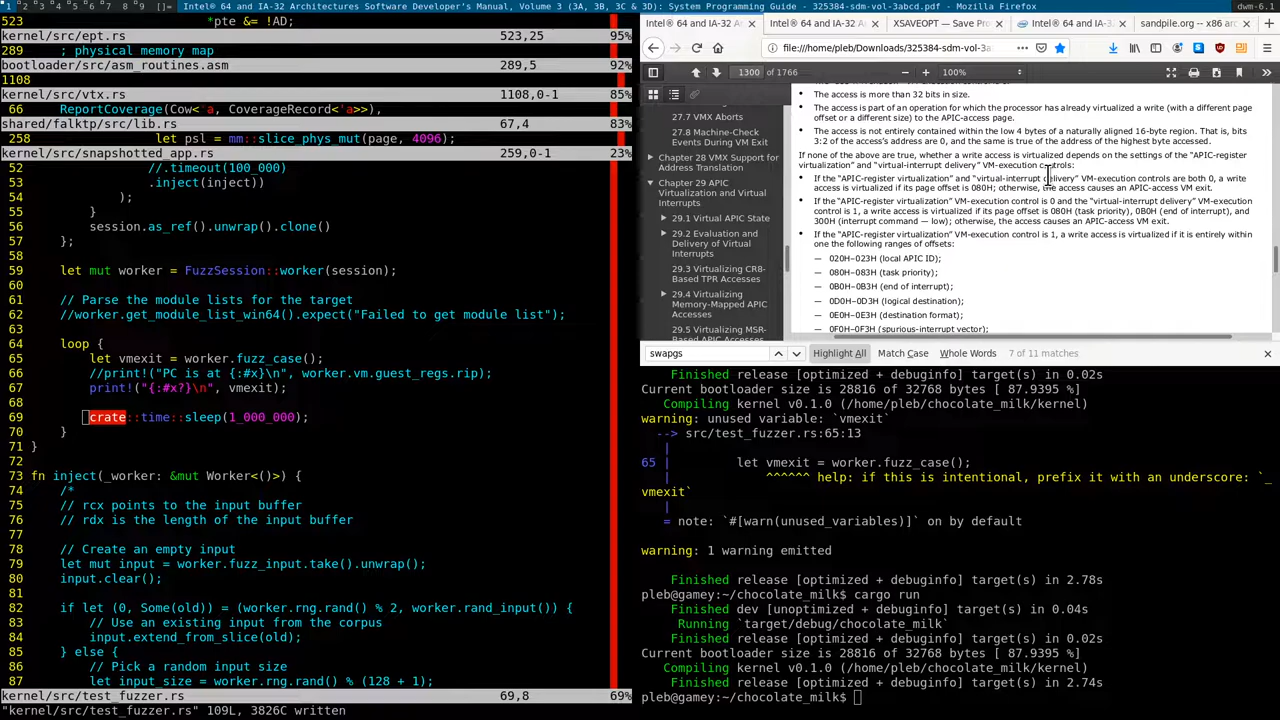 1 2 3 4 5 6 7 8 9 []= Intel® 64 and IA-32 Architectures Software Developer's Manual, Volume 3 (3A, 3B, 3C & 3D): System Programming Guide - 325384-sdm-vol-3abcd.pdf - Mozilla Firefox dwm-6.1
523 *pte &= !AD;
kernel/src/ept.rs 523,25 95%
289 ; physical memory map
bootloader/src/asm_routines.asm 289,5 92%
1108
kernel/src/vtx.rs 1108,0-1 85%
66 ReportCoverage(Cow<'a, CoverageRecord<'a>>),
shared/falktp/src/lib.rs 67,4 83%
258 let psl = mm::slice_phys_mut(page, 4096);
kernel/src/snapshotted_app.rs 259,0-1 23%
52 //.timeout(100_000)
53 .inject(inject))
54 );
55 }
56 session.as_ref().unwrap().clone()
57 };
58
59 let mut worker = FuzzSession::worker(session);
60
61 // Parse the module lists for the target
62 //worker.get_module_list_win64().expect("Failed to get module list");
63
64 loop {
65 let vmexit = worker.fuzz_case();
66 //print!("PC is at {:#x}\n", worker.vm.guest_regs.rip);
67 print!("{:#x?}\n", vmexit);
68
69 crate::time::sleep(1_000_000);
70 }
71 }
72
73 fn inject(_worker: &mut Worker<()>) {
74 /*
75 // rcx points to the input buffer
76 // rdx is the length of the input buffer
77
78 // Create an empty input
79 let mut input = worker.fuzz_input.take().unwrap();
80 input.clear();
81
82 if let (0, Some(old)) = (worker.rng.rand() % 2, worker.rand_input()) {
83 // Use an existing input from the corpus
84 input.extend_from_slice(old);
85 } else {
86 // Pick a random input size
87 let input_size = worker.rng.rand() % (128 + 1);
kernel/src/test_fuzzer.rs 69,8 69%
"kernel/src/test_fuzzer.rs" 109L, 3826C written
Intel® 64 and IA-32 A Intel® 64 and IA-32 A XSAVEOPT — Save Pro Intel® 64 and IA-32 sandpile.org -- x86 ar
file:///home/pleb/Downloads/325384-sdm-vol-3a
1300 of 1766 100%
27.7 VMX Aborts
27.8 Machine-Check
Events During VM Exit
Chapter 28 VMX Support for
Address Translation
Chapter 29 APIC
Virtualization and Virtual
Interrupts
29.1 Virtual APIC State
29.2 Evaluation and
Delivery of Virtual
Interrupts
29.3 Virtualizing CR8-
Based TPR Accesses
29.4 Virtualizing
Memory-Mapped APIC
Accesses
29.5 Virtualizing MSR-
Based APIC Accesses
• The access is more than 32 bits in size.
• The access is part of an operation for which the processor has already virtualized a write (with a different page
offset or a different size) to the APIC-access page.
• The access is not entirely contained within the low 4 bytes of a naturally aligned 16-byte region. That is, bits
3:2 of the access's address are 0, and the same is true of the address of the highest byte accessed.
If none of the above are true, whether a write access is virtualized depends on the settings of the "APIC-register
virtualization" and "virtual-interrupt delivery" VM-execution controls:
• If the "APIC-register virtualization" and "virtual-interrupt delivery" VM-execution controls are both 0, a write
access is virtualized if its page offset is 080H; otherwise, the access causes an APIC-access VM exit.
• If the "APIC-register virtualization" VM-execution control is 0 and the "virtual-interrupt delivery" VM-execution
control is 1, a write access is virtualized if its page offset is 080H (task priority), 0B0H (end of interrupt), and
300H (interrupt command — low); otherwise, the access causes an APIC-access VM exit.
• If the "APIC-register virtualization" VM-execution control is 1, a write access is virtualized if it is entirely within
one the following ranges of offsets:
— 020H–023H (local APIC ID);
— 080H–083H (task priority);
— 0B0H–0B3H (end of interrupt);
— 0D0H–0D3H (logical destination);
— 0E0H–0E3H (destination format);
— 0F0H–0F3H (spurious-interrupt vector);
swapgs Highlight All Match Case Whole Words 7 of 11 matches
Finished release [optimized + debuginfo] target(s) in 0.02s
Current bootloader size is 28816 of 32768 bytes [ 87.9395 %]
Compiling kernel v0.1.0 (/home/pleb/chocolate_milk/kernel)
warning: unused variable: `vmexit`
--> src/test_fuzzer.rs:65:13
|
65 | let vmexit = worker.fuzz_case();
| ^^^^^^ help: if this is intentional, prefix it with an underscore: `_
vmexit`
|
= note: `#[warn(unused_variables)]` on by default
warning: 1 warning emitted
Finished release [optimized + debuginfo] target(s) in 2.78s
pleb@gamey:~/chocolate_milk$ cargo run
Finished dev [unoptimized + debuginfo] target(s) in 0.04s
Running `target/debug/chocolate_milk`
Finished release [optimized + debuginfo] target(s) in 0.02s
Current bootloader size is 28816 of 32768 bytes [ 87.9395 %]
Compiling kernel v0.1.0 (/home/pleb/chocolate_milk/kernel)
Finished release [optimized + debuginfo] target(s) in 2.74s
pleb@gamey:~/chocolate_milk$